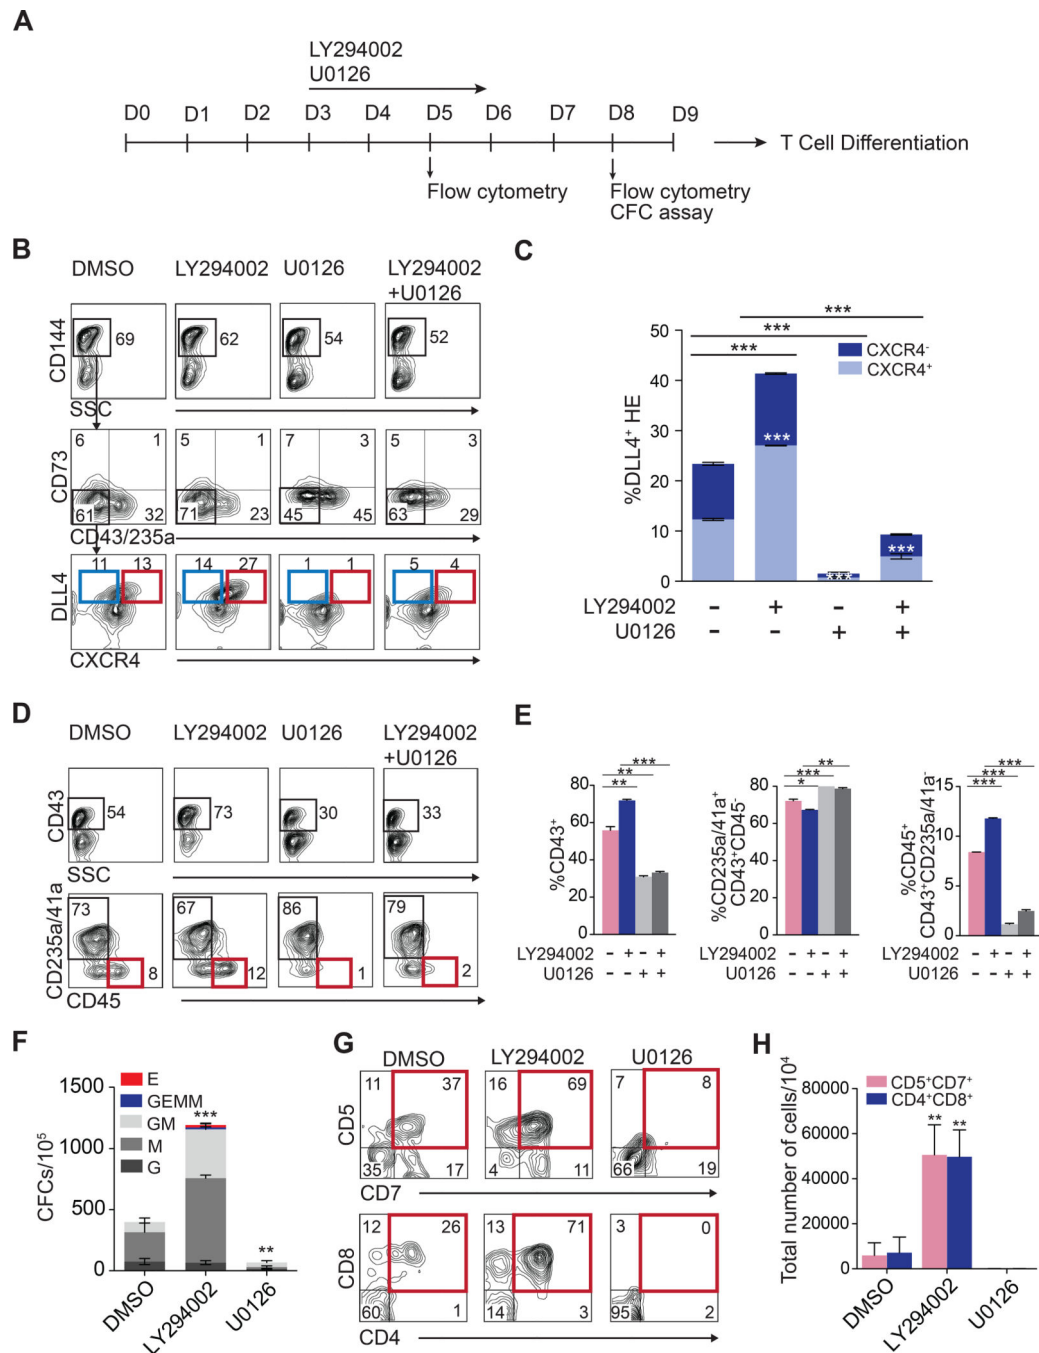 A
LY294002
U0126
D0 D1 D2 D3 D4 D5 D6 D7 D8 D9
T Cell Differentiation
Flow cytometry
Flow cytometry
CFC assay
B
DMSO LY294002 U0126 LY294002
+U0126
CD144
69 62 54 52
SSC
CD73
6 1 5 1 7 3 5 3
61 32 71 23 45 45 63 29
CD43/235a
DLL4
11 13 14 27 1 1 5 4
CXCR4
C
***
***
***
%DLL4⁺ HE
50
40
30
20
10
0
CXCR4⁻
CXCR4⁺
***
***
***
LY294002 - + - +
U0126 - - + +
D
DMSO LY294002 U0126 LY294002
+U0126
CD43
54 73 30 33
SSC
CD235a/41a
73 67 86 79
8 12 1 2
CD45
E
%CD43⁺
80
60
40
20
0
***
**
**
LY294002 - + - +
U0126 - - + +
%CD235a/41a⁺
CD43⁺CD45⁻
80
60
40
20
0
**
***
*
LY294002 - + - +
U0126 - - + +
%CD45⁺
CD43⁺CD235a/41a⁻
15
10
5
0
***
***
***
LY294002 - + - +
U0126 - - + +
F
CFCs/10⁵
1500
1000
500
0
E
GEMM
GM
M
G
***
**
DMSO
LY294002
U0126
G
DMSO LY294002 U0126
CD5
11 37 16 69 7 8
35 17 4 11 66 19
CD7
CD8
12 26 13 71 3 0
60 1 14 3 95 2
CD4
H
Total number of cells/10⁴
80000
60000
40000
20000
0
CD5⁺CD7⁺
CD4⁺CD8⁺
** **
DMSO
LY294002
U0126